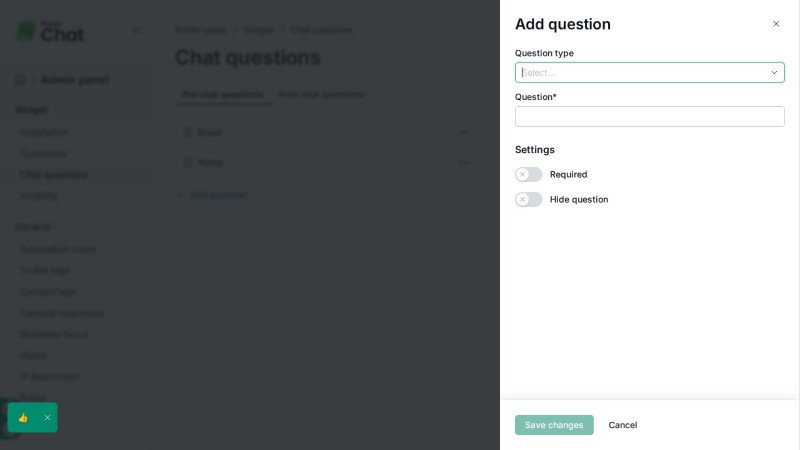 Chat
Admin panel
Widget
Installation
Customize
Chat questions
Visibility
General
Automation rules
Ticket tags
Contact tags
Canned responses
Business hours
Views
IP Restriction
Admin panel / Widget / Chat questions
Chat questions
Pre chat questions
Post chat questions
Email
Name
Add question
Add question
Question type
Select...
Question*
Settings
Required
Hide question
Save changes
Cancel